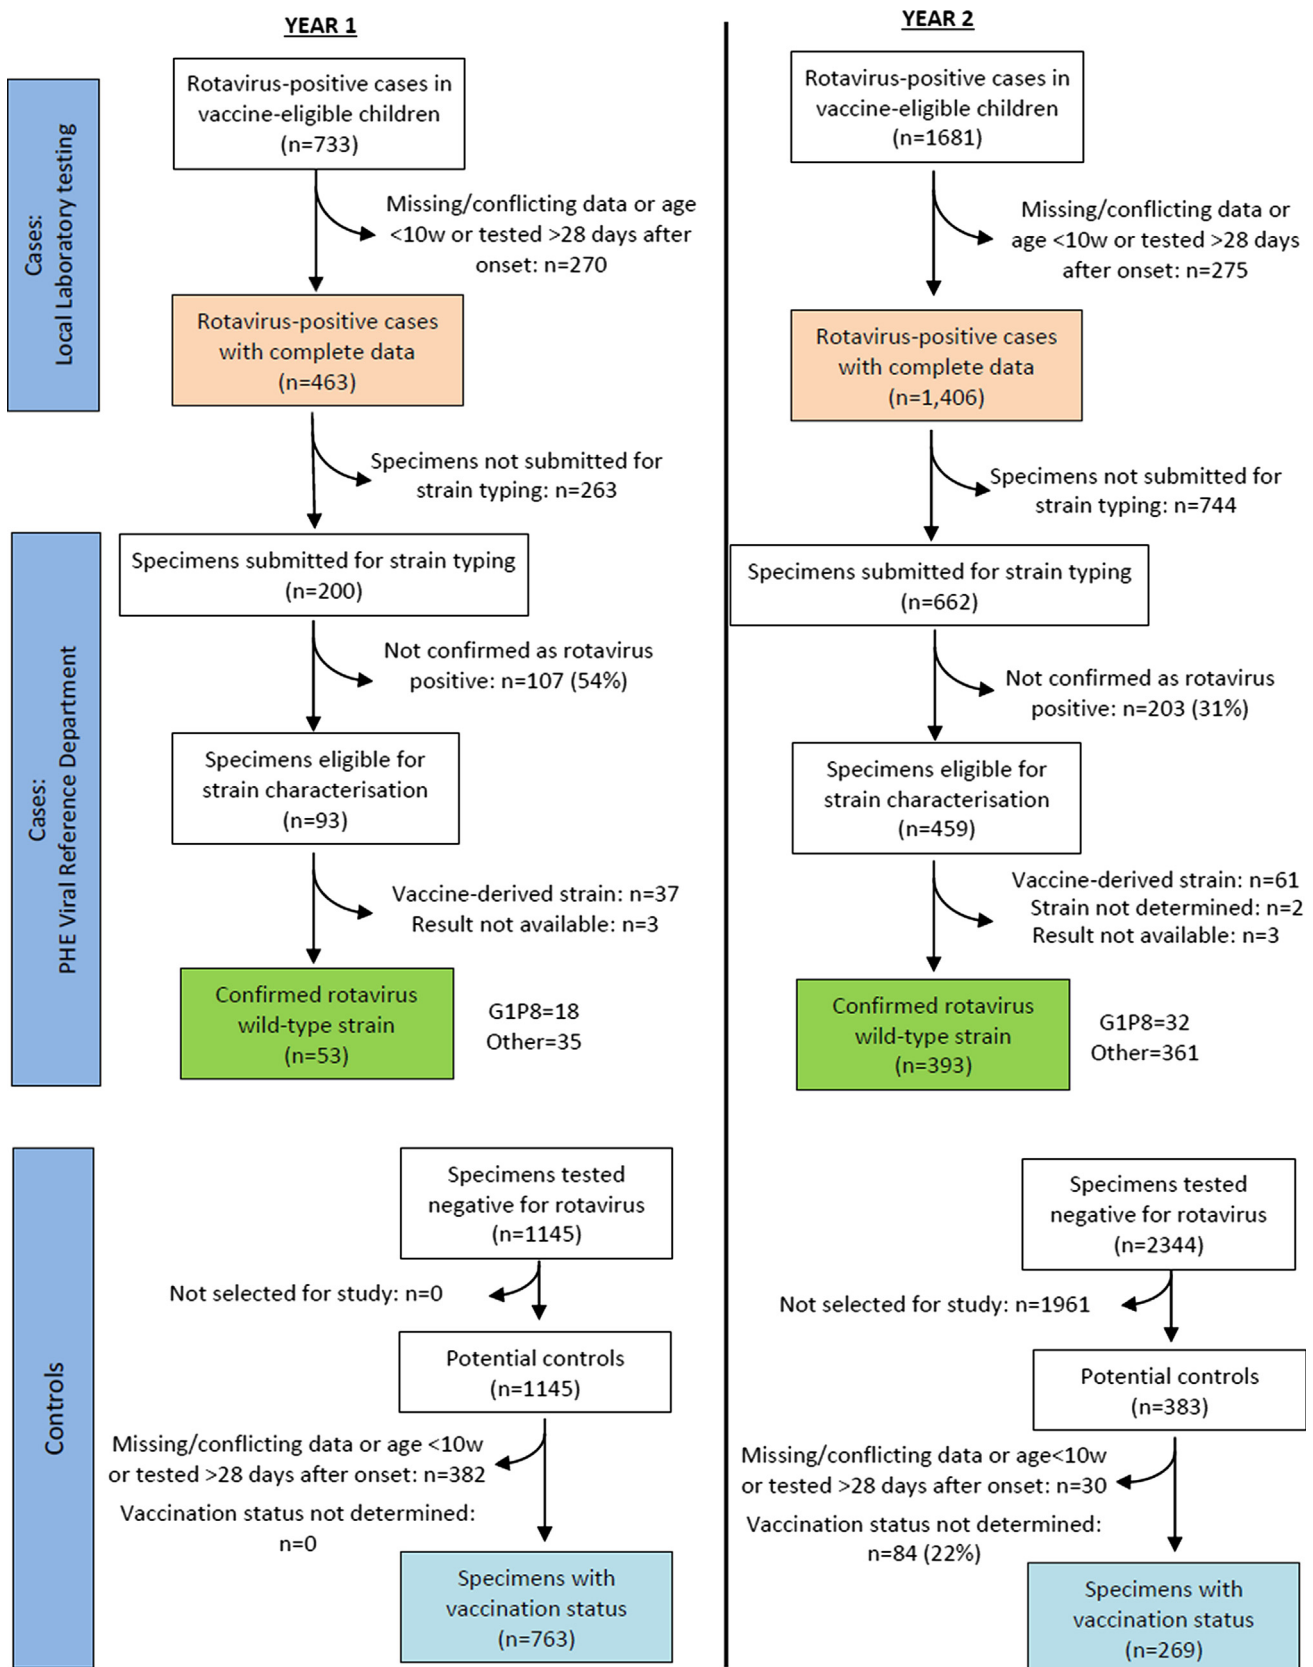 YEAR 1
Cases:
Local Laboratory testing
Rotavirus-positive cases in
vaccine-eligible children
(n=733)
Missing/conflicting data or age
<10w or tested >28 days after
onset: n=270
Rotavirus-positive cases
with complete data
(n=463)
Specimens not submitted for
strain typing: n=263
Cases:
PHE Viral Reference Department
Specimens submitted for strain typing
(n=200)
Not confirmed as rotavirus
positive: n=107 (54%)
Specimens eligible for
strain characterisation
(n=93)
Vaccine-derived strain: n=37
Result not available: n=3
Confirmed rotavirus
wild-type strain
(n=53)
G1P8=18
Other=35
Controls
Specimens tested
negative for rotavirus
(n=1145)
Not selected for study: n=0
Potential controls
(n=1145)
Missing/conflicting data or age <10w
or tested >28 days after onset: n=382
Vaccination status not determined:
n=0
Specimens with
vaccination status
(n=763)
YEAR 2
Rotavirus-positive cases in
vaccine-eligible children
(n=1681)
Missing/conflicting data or
age <10w or tested >28 days
after onset: n=275
Rotavirus-positive cases
with complete data
(n=1,406)
Specimens not submitted for
strain typing: n=744
Specimens submitted for strain typing
(n=662)
Not confirmed as rotavirus
positive: n=203 (31%)
Specimens eligible for
strain characterisation
(n=459)
Vaccine-derived strain: n=61
Strain not determined: n=2
Result not available: n=3
Confirmed rotavirus
wild-type strain
(n=393)
G1P8=32
Other=361
Specimens tested
negative for rotavirus
(n=2344)
Not selected for study: n=1961
Potential controls
(n=383)
Missing/conflicting data or age<10w
or tested >28 days after onset: n=30
Vaccination status not determined:
n=84 (22%)
Specimens with
vaccination status
(n=269)